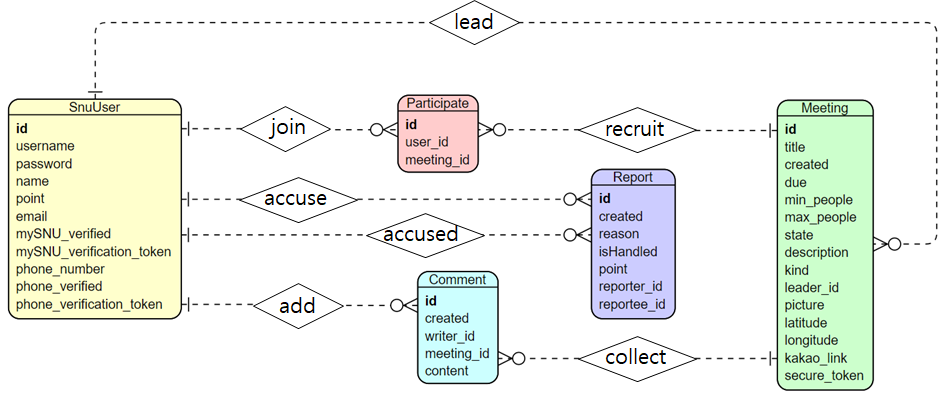 lead
SnuUser
id
username
password
name
point
email
mySNU_verified
mySNU_verification_token
phone_number
phone_verified
phone_verification_token
join
Participate
id
user_id
meeting_id
recruit
accuse
accused
Report
id
created
reason
isHandled
point
reporter_id
reportee_id
add
Comment
id
created
writer_id
meeting_id
content
collect
Meeting
id
title
created
due
min_people
max_people
state
description
kind
leader_id
picture
latitude
longitude
kakao_link
secure_token